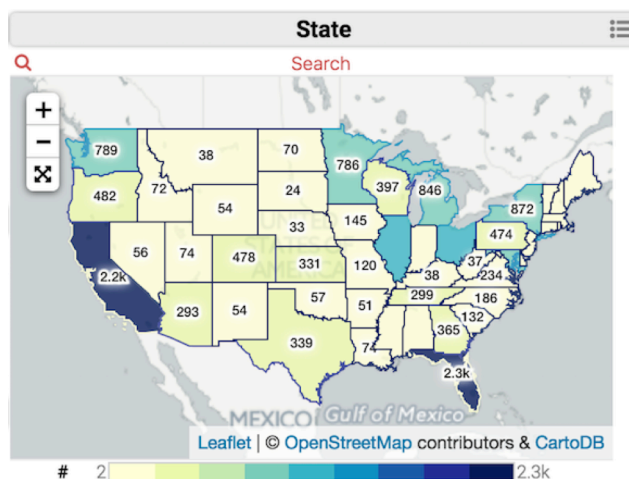 State
Search
+
−
789 38 70 786 397 846 872
482 72 54 24 145 474
2.2k 56 74 478 33 331 120 38 37 234
293 54 57 51 299 186
339 365 132
2.3k
MEXICO Gulf of Mexico
Leaflet | © OpenStreetMap contributors & CartoDB
# 2 2.3k